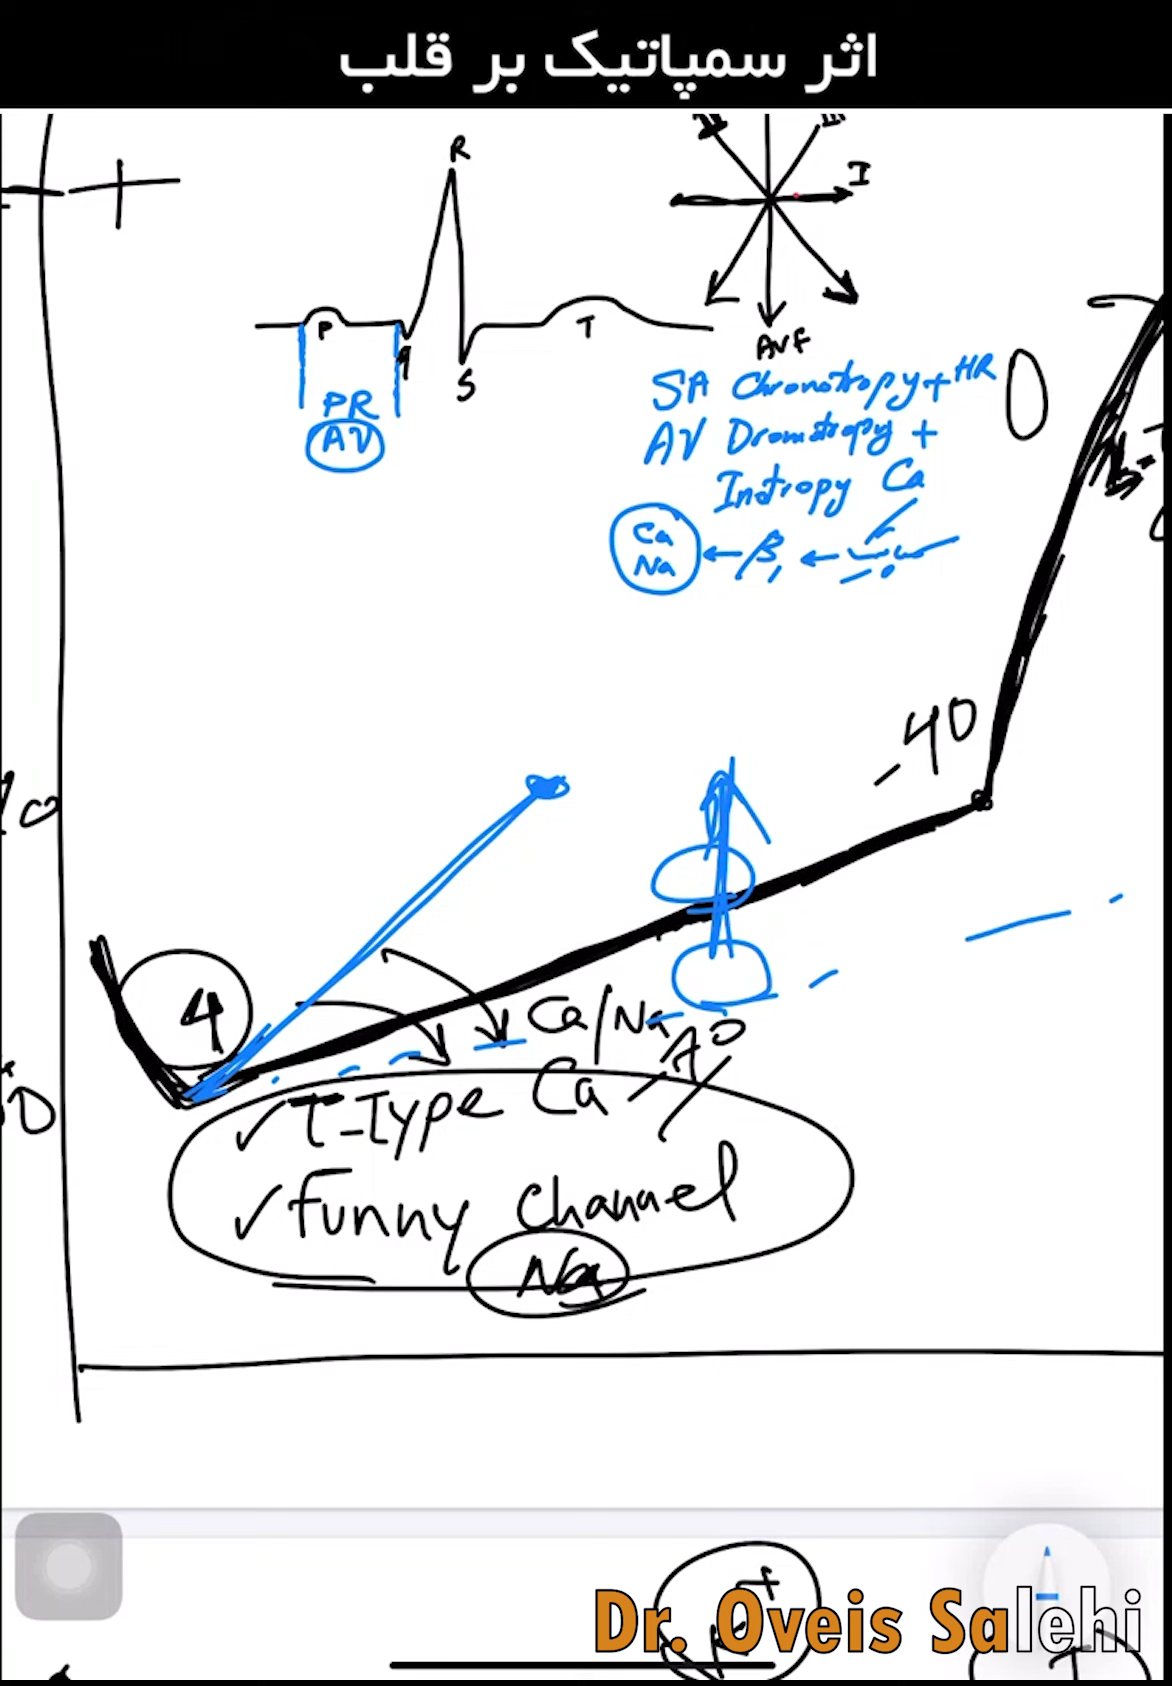 اثر سمپاتیک بر قلب
R
I
P
q
S
T
AVF
PR
AV
SA Chronotropy + HR
AV Dromotropy +
Inotropy Ca
Ca
Na
← β1 ←
0
-40
4
Ca/Na
T-Type Ca
Funny Channel
Na
Dr. Oveis Salehi